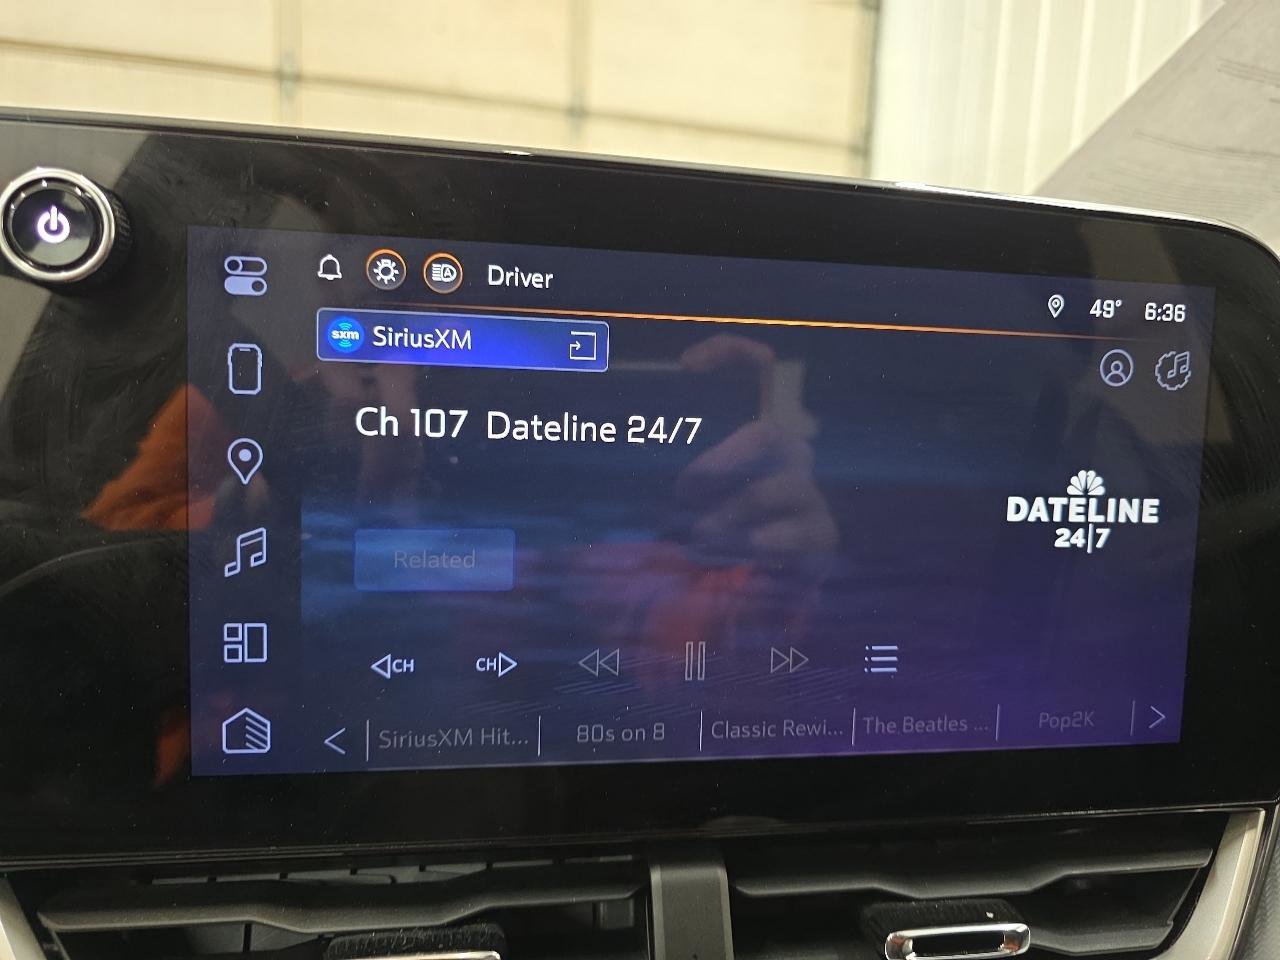 Driver
49° 6:36
sxm SiriusXM
Ch 107 Dateline 24/7
DATELINE
24|7
Related
CH CH
SiriusXM Hit... 80s on 8 Classic Rewi... The Beatles ... Pop2K